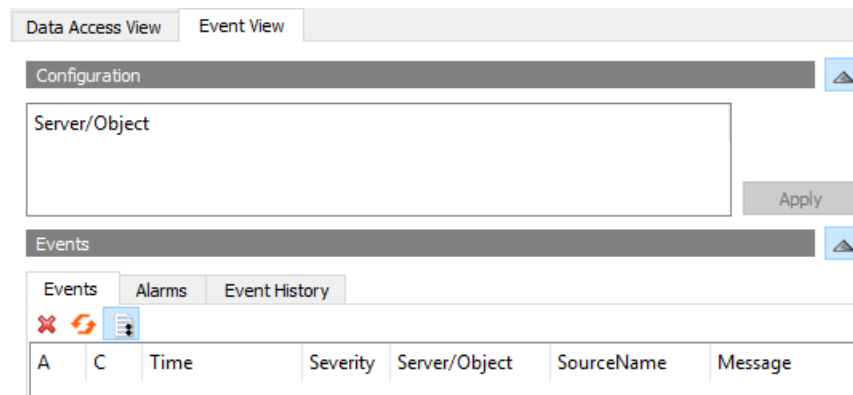 Data Access View Event View
Configuration
Server/Object
Apply
Events
Events Alarms Event History
A C Time Severity Server/Object SourceName Message